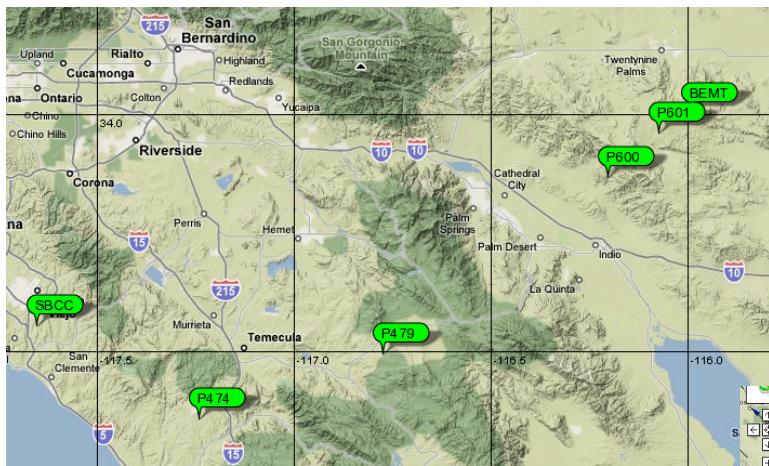 215
San
Bernardino
Upland
Rialto
Highland
Cucamonga
San Gorgonio
Mountain
Twentynine
Palms
Ontario
Colton
Redlands
Yucaipa
BEMT
Chino
34.0
P601
Chino Hills
Riverside
10
10
P600
Corona
Cathedral
City
Perris
Hemet
Palm
Springs
Palm Desert
Indio
15
10
215
La Quinta
SBCC
Viejo
Murrieta
Temecula
P479
San
Clemente
-117.5
-117.0
-116.5
-116.0
P474
5
15